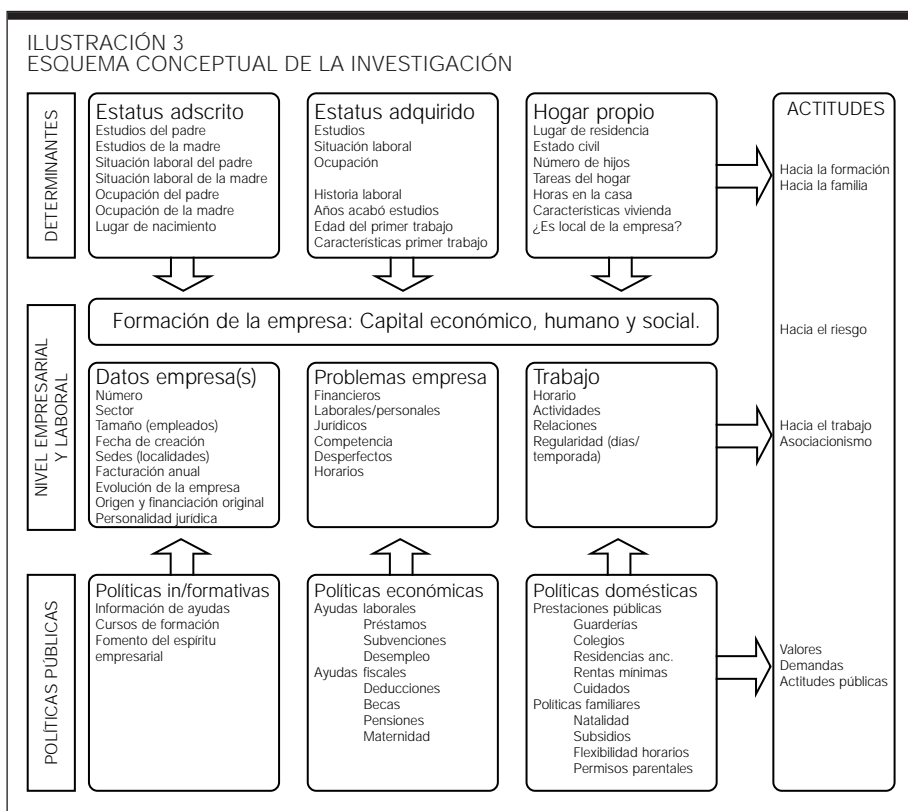 ILUSTRACIÓN 3
ESQUEMA CONCEPTUAL DE LA INVESTIGACIÓN
DETERMINANTES
Estatus adscrito
Estudios del padre
Estudios de la madre
Situación laboral del padre
Situación laboral de la madre
Ocupación del padre
Ocupación de la madre
Lugar de nacimiento
Estatus adquirido
Estudios
Situación laboral
Ocupación
Historia laboral
Años acabó estudios
Edad del primer trabajo
Características primer trabajo
Hogar propio
Lugar de residencia
Estado civil
Número de hijos
Tareas del hogar
Horas en la casa
Características vivienda
¿Es local de la empresa?
ACTITUDES
Hacia la formación
Hacia la familia
NIVEL EMPRESARIAL
Y LABORAL
Formación de la empresa: Capital económico, humano y social.
Hacia el riesgo
Datos empresa(s)
Número
Sector
Tamaño (empleados)
Fecha de creación
Sedes (localidades)
Facturación anual
Evolución de la empresa
Origen y financiación original
Personalidad jurídica
Problemas empresa
Financieros
Laborales/personales
Jurídicos
Competencia
Desperfectos
Horarios
Trabajo
Horario
Actividades
Relaciones
Regularidad (días/
temporada)
Hacia el trabajo
Asociacionismo
POLÍTICAS PÚBLICAS
Políticas in/formativas
Información de ayudas
Cursos de formación
Fomento del espíritu
empresarial
Políticas económicas
Ayudas laborales
Préstamos
Subvenciones
Desempleo
Ayudas fiscales
Deducciones
Becas
Pensiones
Maternidad
Políticas domésticas
Prestaciones públicas
Guarderías
Colegios
Residencias anc.
Rentas mínimas
Cuidados
Políticas familiares
Natalidad
Subsidios
Flexibilidad horarios
Permisos parentales
Valores
Demandas
Actitudes públicas